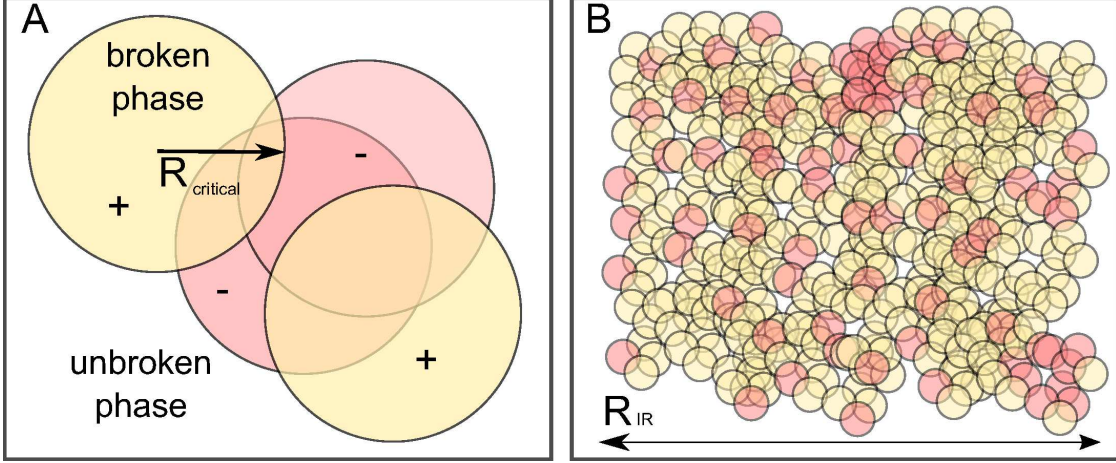 A
broken
phase
R critical
-
+
-
+
unbroken
phase
B
R IR